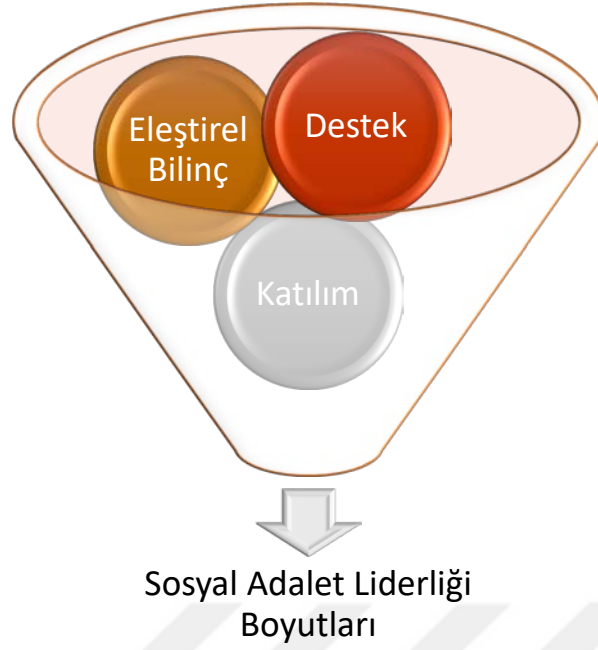 Eleştirel
Bilinç
Destek
Katılım
Sosyal Adalet Liderliği
Boyutları